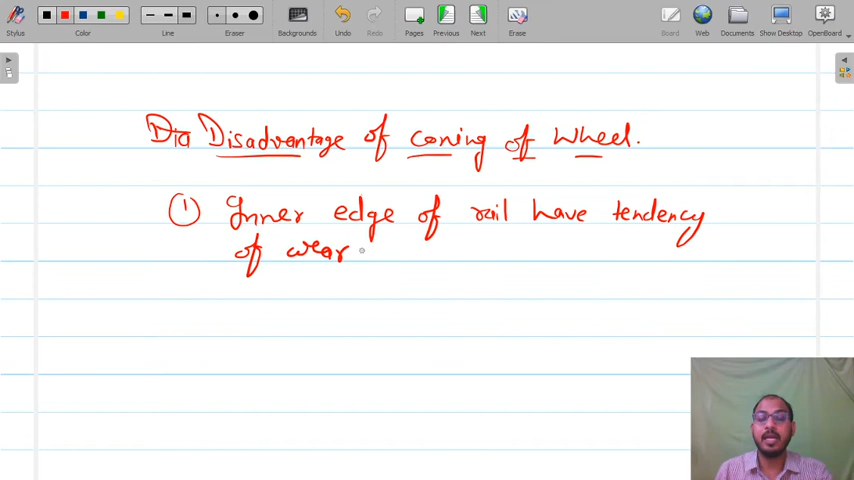 Stylus Color Line Eraser Backgrounds Undo Redo Pages Previous Next Erase Board Web Documents Show Desktop OpenBoard
Dia Disadvantage of coning of Wheel.
① Inner edge of rail have tendency
of wear